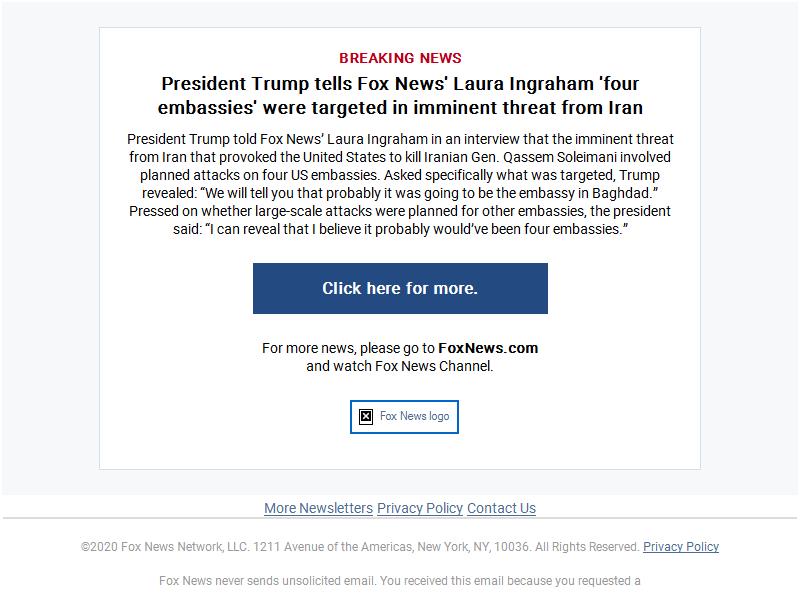 BREAKING NEWS
President Trump tells Fox News' Laura Ingraham 'four
embassies' were targeted in imminent threat from Iran
President Trump told Fox News’ Laura Ingraham in an interview that the imminent threat
from Iran that provoked the United States to kill Iranian Gen. Qassem Soleimani involved
planned attacks on four US embassies. Asked specifically what was targeted, Trump
revealed: “We will tell you that probably it was going to be the embassy in Baghdad.”
Pressed on whether large-scale attacks were planned for other embassies, the president
said: “I can reveal that I believe it probably would’ve been four embassies.”
Click here for more.
For more news, please go to FoxNews.com
and watch Fox News Channel.
Fox News logo
More Newsletters Privacy Policy Contact Us
©2020 Fox News Network, LLC. 1211 Avenue of the Americas, New York, NY, 10036. All Rights Reserved. Privacy Policy
Fox News never sends unsolicited email. You received this email because you requested a